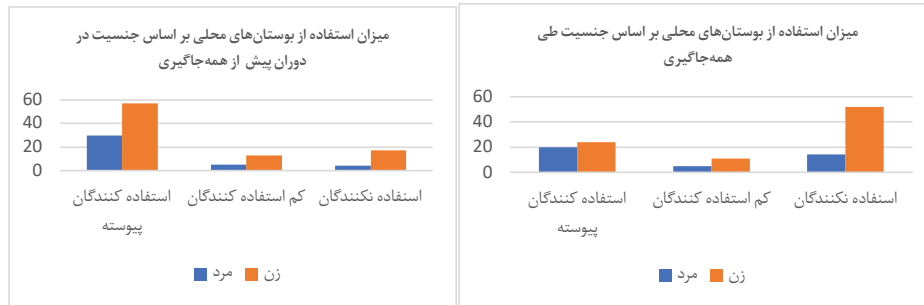 میزان استفاده از بوستان‌های محلی بر اساس جنسیت در
دوران پیش از همه‌جاگیری
60
40
20
0
استفاده کنندگان پیوسته
کم استفاده کنندگان
استفاده نکنندگان
مرد
زن
میزان استفاده از بوستان‌های محلی بر اساس جنسیت طی
همه‌جاگیری
60
40
20
0
استفاده کنندگان پیوسته
کم استفاده کنندگان
استفاده نکنندگان
مرد
زن